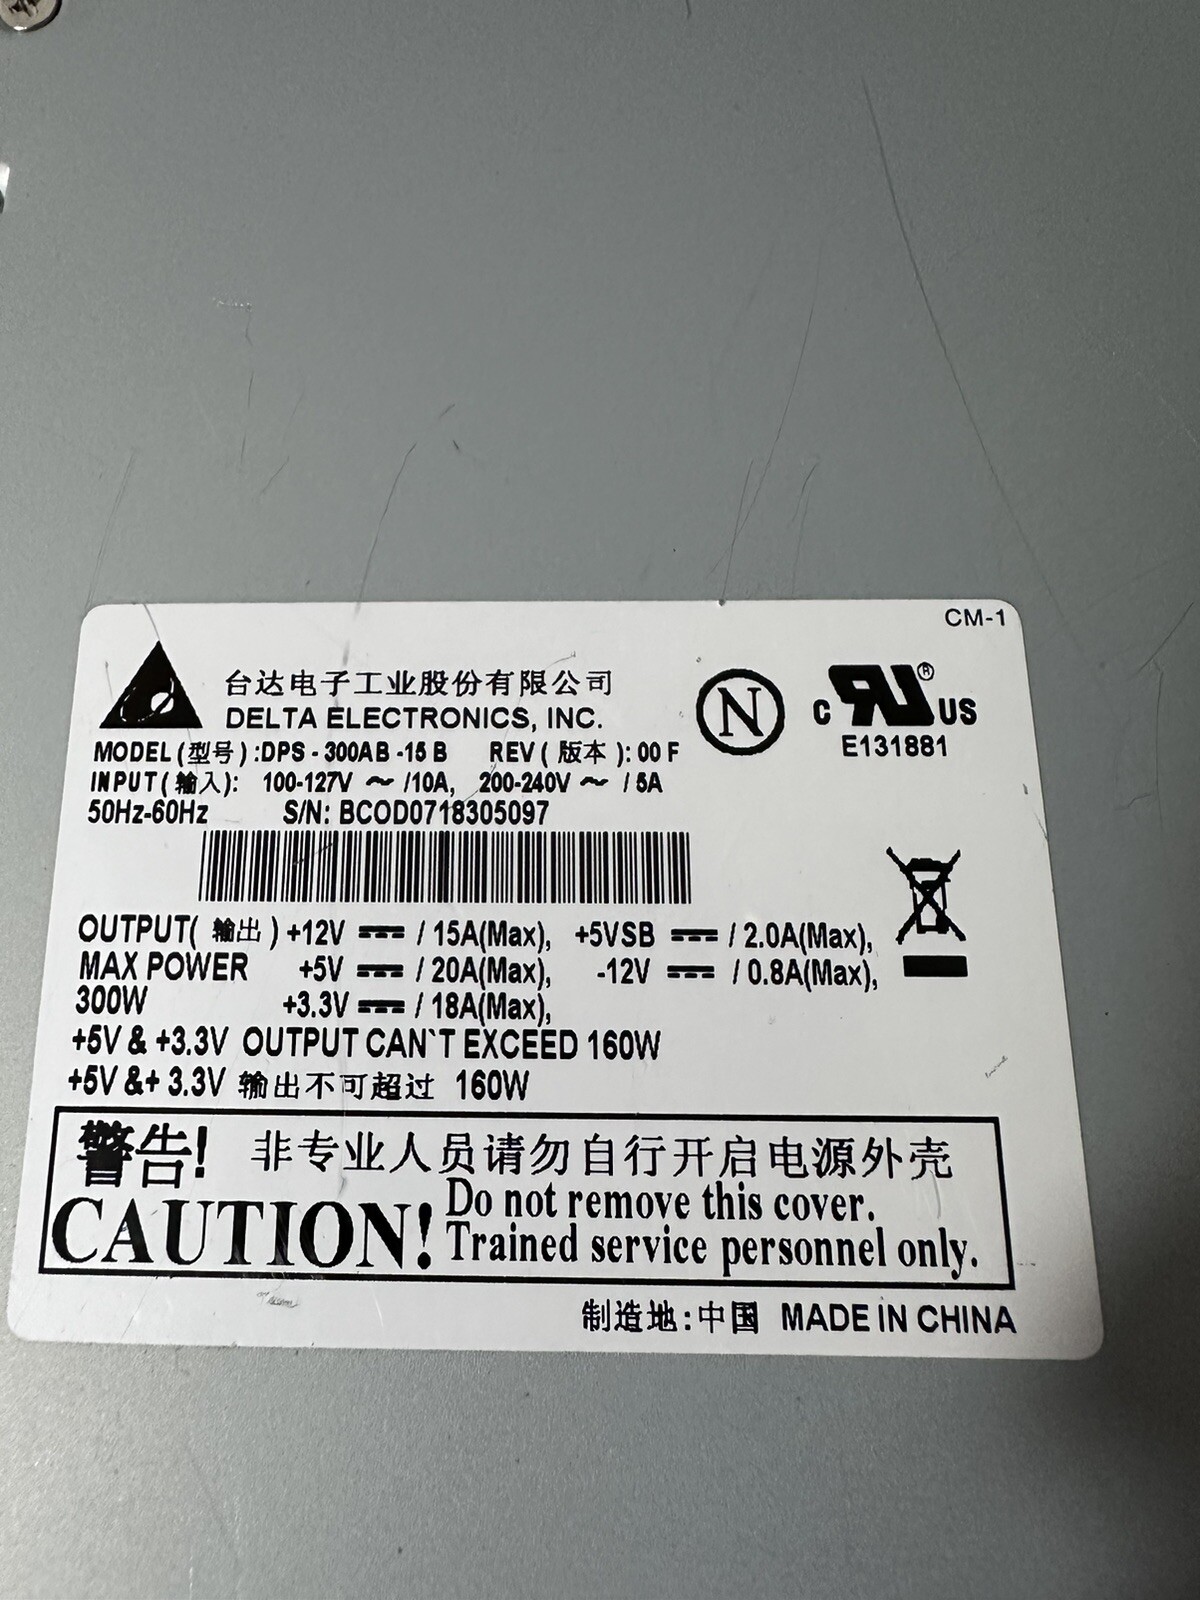 CM-1
台达电子工业股份有限公司
DELTA ELECTRONICS, INC.
N
c RU ® US
E131881
MODEL(型号):DPS-300AB-15 B REV(版本):00 F
INPUT(输入): 100-127V ～ /10A, 200-240V ～ /5A
50Hz-60Hz S/N: BCOD0718305097
OUTPUT(输出) +12V ⎓ / 15A(Max), +5VSB ⎓ / 2.0A(Max),
MAX POWER +5V ⎓ / 20A(Max), -12V ⎓ / 0.8A(Max),
300W +3.3V ⎓ / 18A(Max),
+5V & +3.3V OUTPUT CAN`T EXCEED 160W
+5V &+ 3.3V 输出不可超过 160W
警告! 非专业人员请勿自行开启电源外壳
CAUTION! Do not remove this cover.
Trained service personnel only.
制造地:中国 MADE IN CHINA